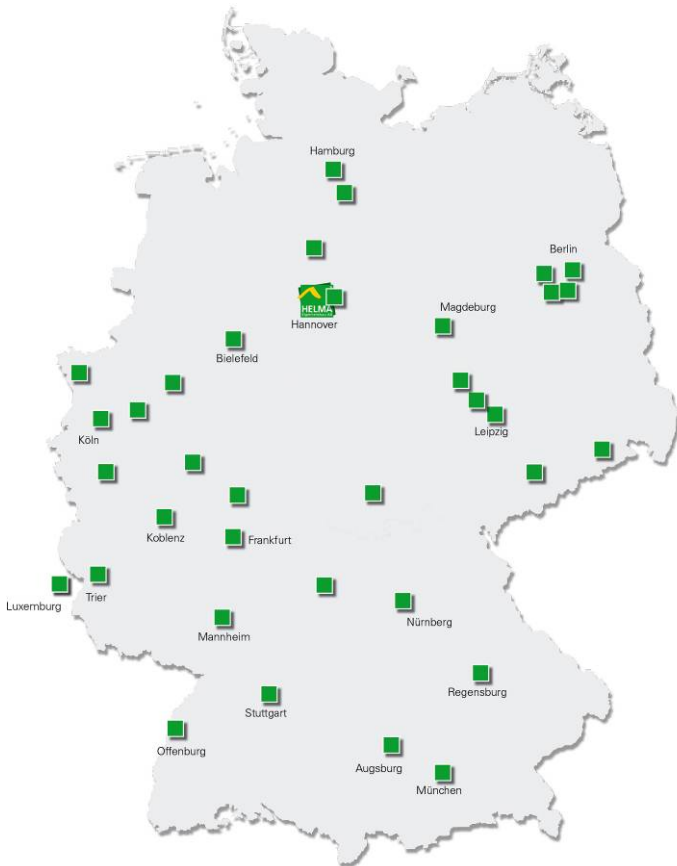 Hamburg
Berlin
HELMA
Hannover
Magdeburg
Bielefeld
Köln
Leipzig
Koblenz
Frankfurt
Luxemburg
Trier
Mannheim
Nürnberg
Regensburg
Stuttgart
Offenburg
Augsburg
München